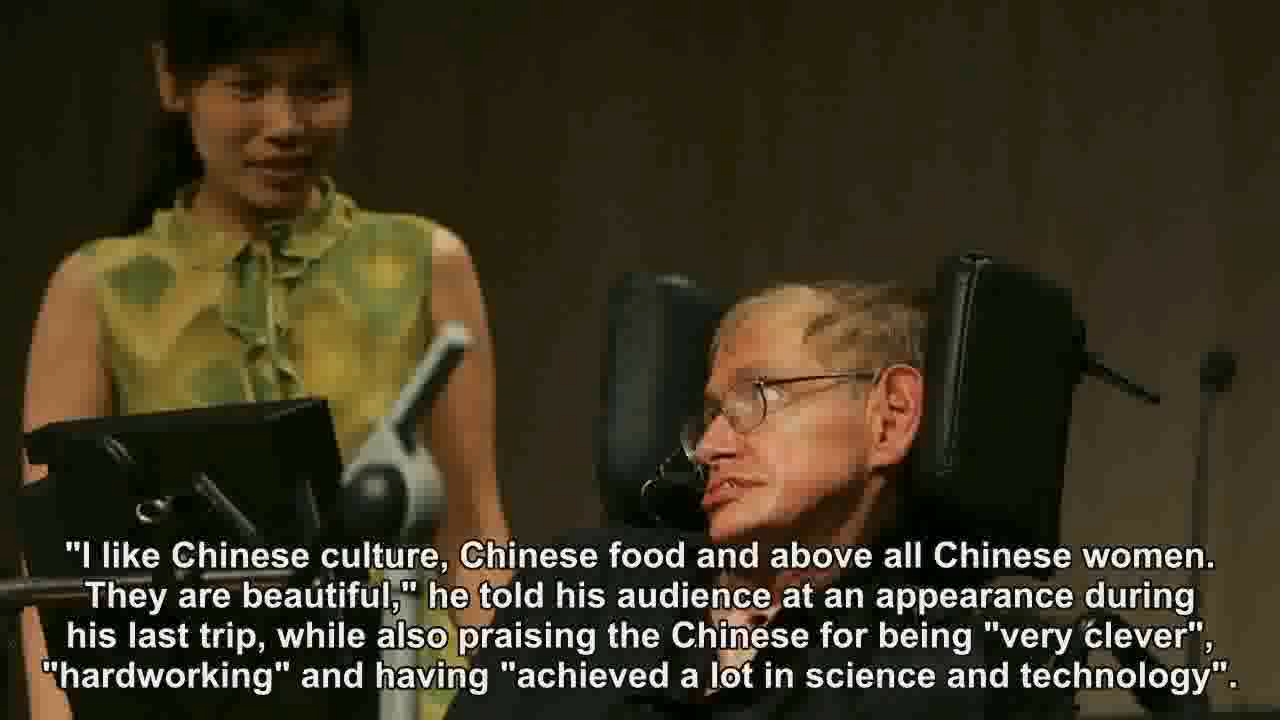 "I like Chinese culture, Chinese food and above all Chinese women.
They are beautiful," he told his audience at an appearance during
his last trip, while also praising the Chinese for being "very clever",
"hardworking" and having "achieved a lot in science and technology".